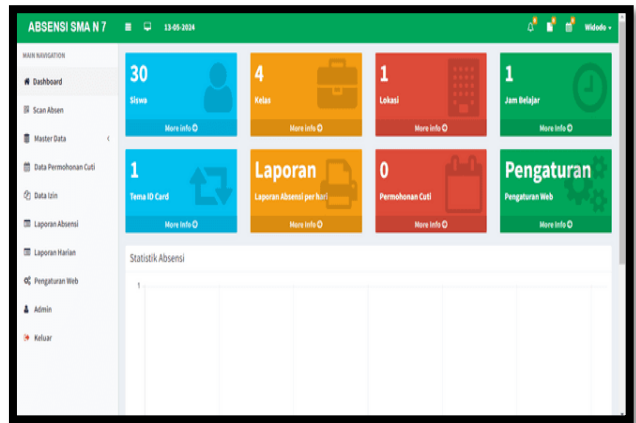 ABSENSI SMA N 7
13-05-2024
Widodo
MAIN NAVIGATION
Dashboard
Scan Absen
Master Data
Data Permohonan Cuti
Data Izin
Laporan Absensi
Laporan Harian
Pengaturan Web
Admin
Keluar
30
Siswa
More info
4
Kelas
More info
1
Lokasi
More info
1
Jam Belajar
More info
1
Tema ID Card
More info
Laporan
Laporan Absensi per hari
More info
0
Permohonan Cuti
More info
Pengaturan
Pengaturan Web
More info
Statistik Absensi
1